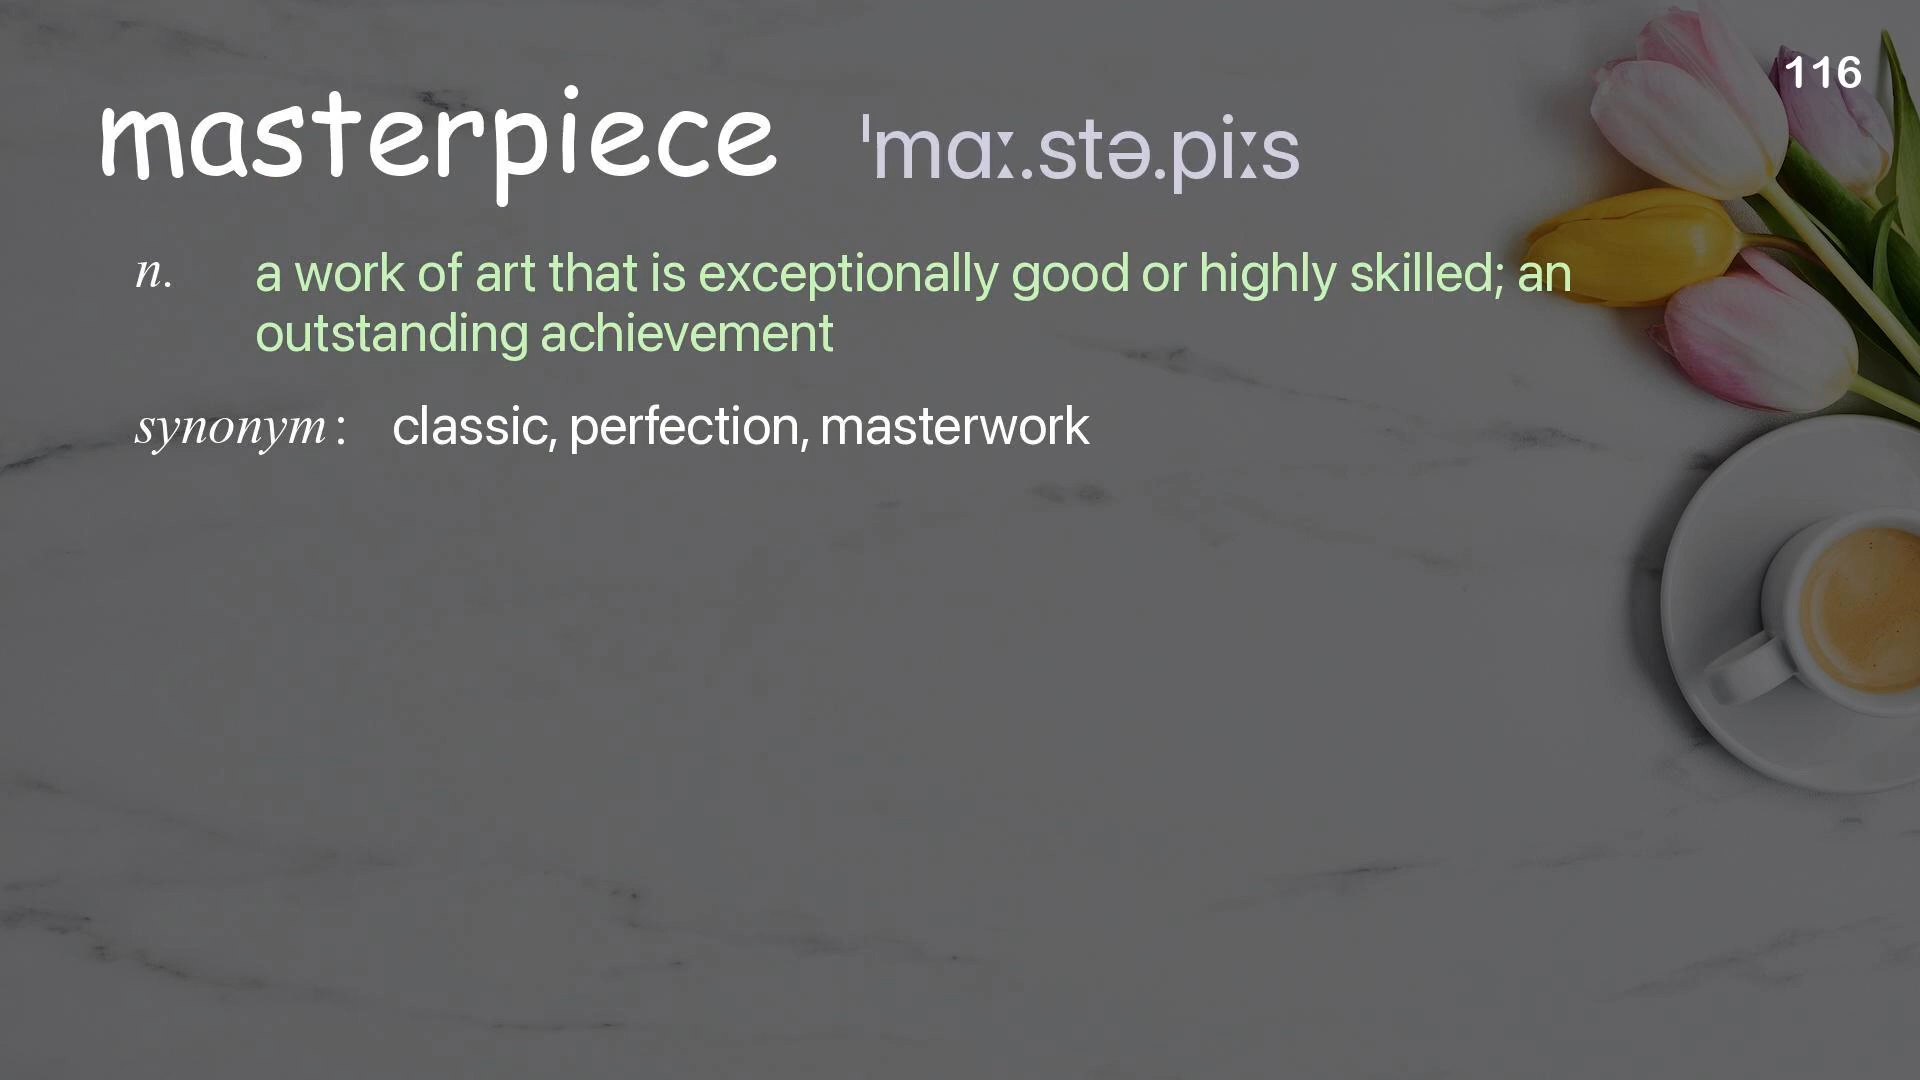 116
masterpiece ˈmɑː.stə.piːs
n. a work of art that is exceptionally good or highly skilled; an
outstanding achievement
synonym: classic, perfection, masterwork